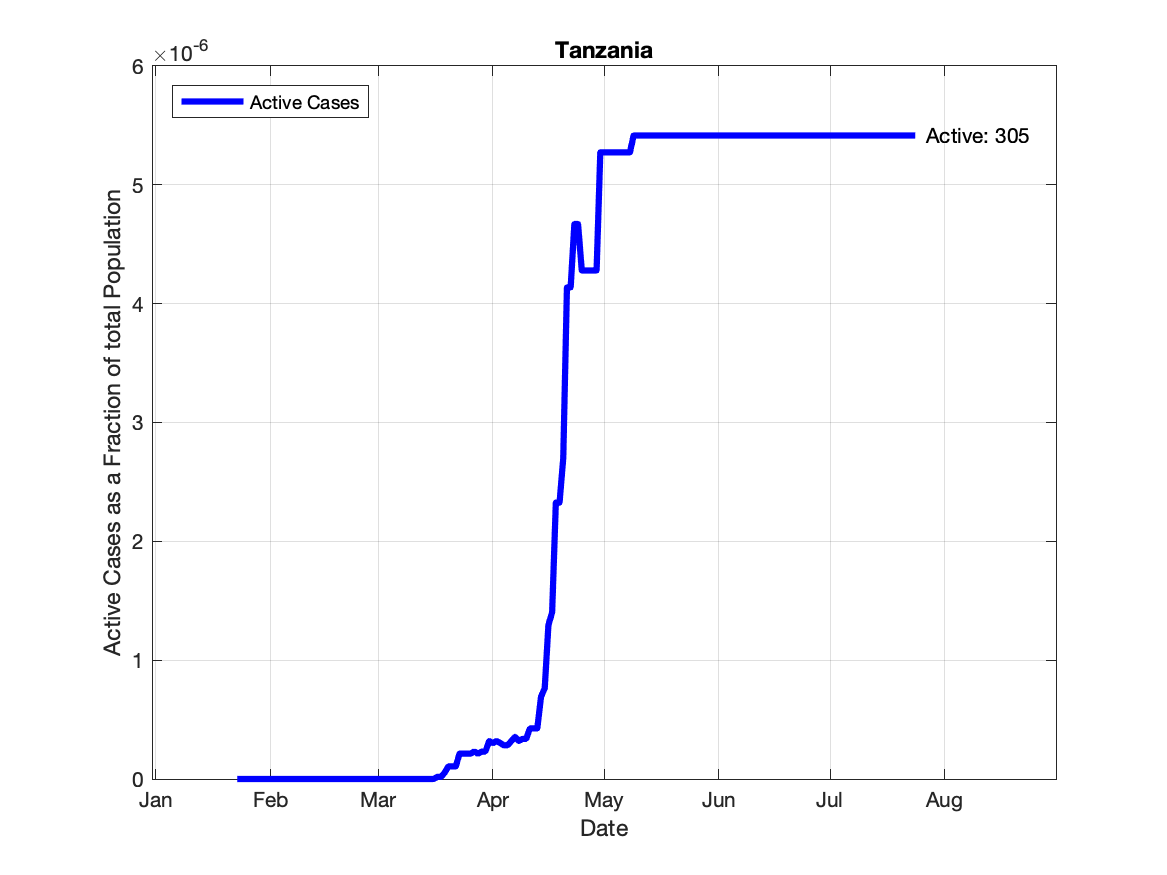 Tanzania
×10-6
6
5
4
3
2
1
0
Active Cases
Active: 305
Active Cases as a Fraction of total Population
Jan Feb Mar Apr May Jun Jul Aug
Date